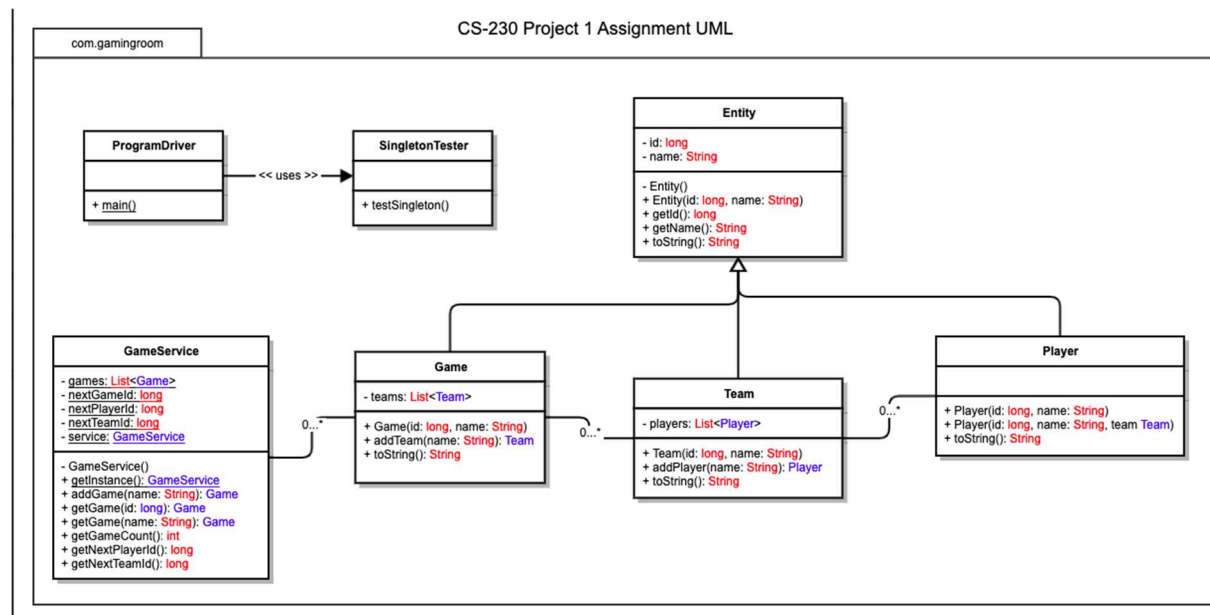 CS-230 Project 1 Assignment UML
com.gamingroom
ProgramDriver
+ main()
<< uses >>
SingletonTester
+ testSingleton()
Entity
- id: long
- name: String
- Entity()
+ Entity(id: long, name: String)
+ getId(): long
+ getName(): String
+ toString(): String
GameService
- games: List<Game>
- nextGameId: long
- nextPlayerId: long
- nextTeamId: long
- service: GameService
- GameService()
+ getInstance(): GameService
+ addGame(name: String): Game
+ getGame(id: long): Game
+ getGame(name: String): Game
+ getGameCount(): int
+ getNextPlayerId(): long
+ getNextTeamId(): long
0...*
Game
- teams: List<Team>
+ Game(id: long, name: String)
+ addTeam(name: String): Team
+ toString(): String
0...*
Team
- players: List<Player>
+ Team(id: long, name: String)
+ addPlayer(name: String): Player
+ toString(): String
0...*
Player
+ Player(id: long, name: String)
+ Player(id: long, name: String, team Team)
+ toString(): String